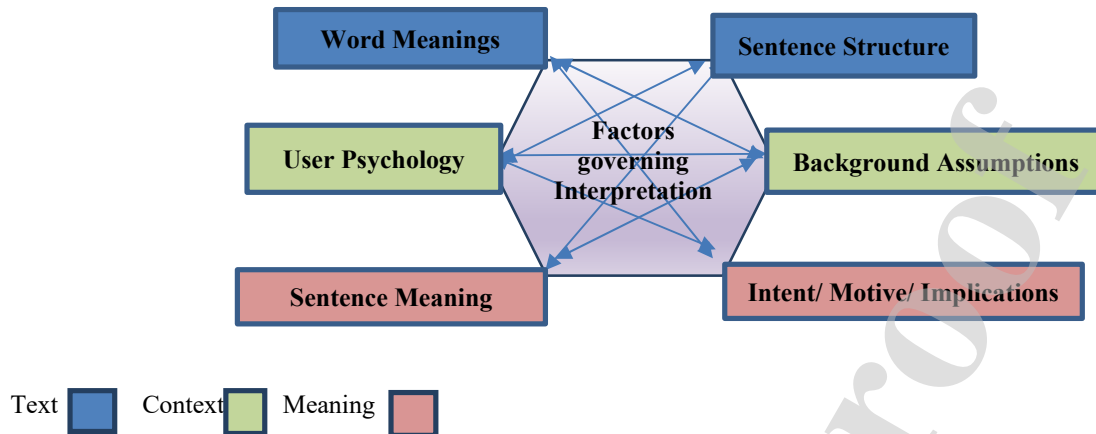 Word Meanings
Sentence Structure
Factors
governing
Interpretation
User Psychology
Background Assumptions
Sentence Meaning
Intent/ Motive/ Implications
Text
Context
Meaning
roof